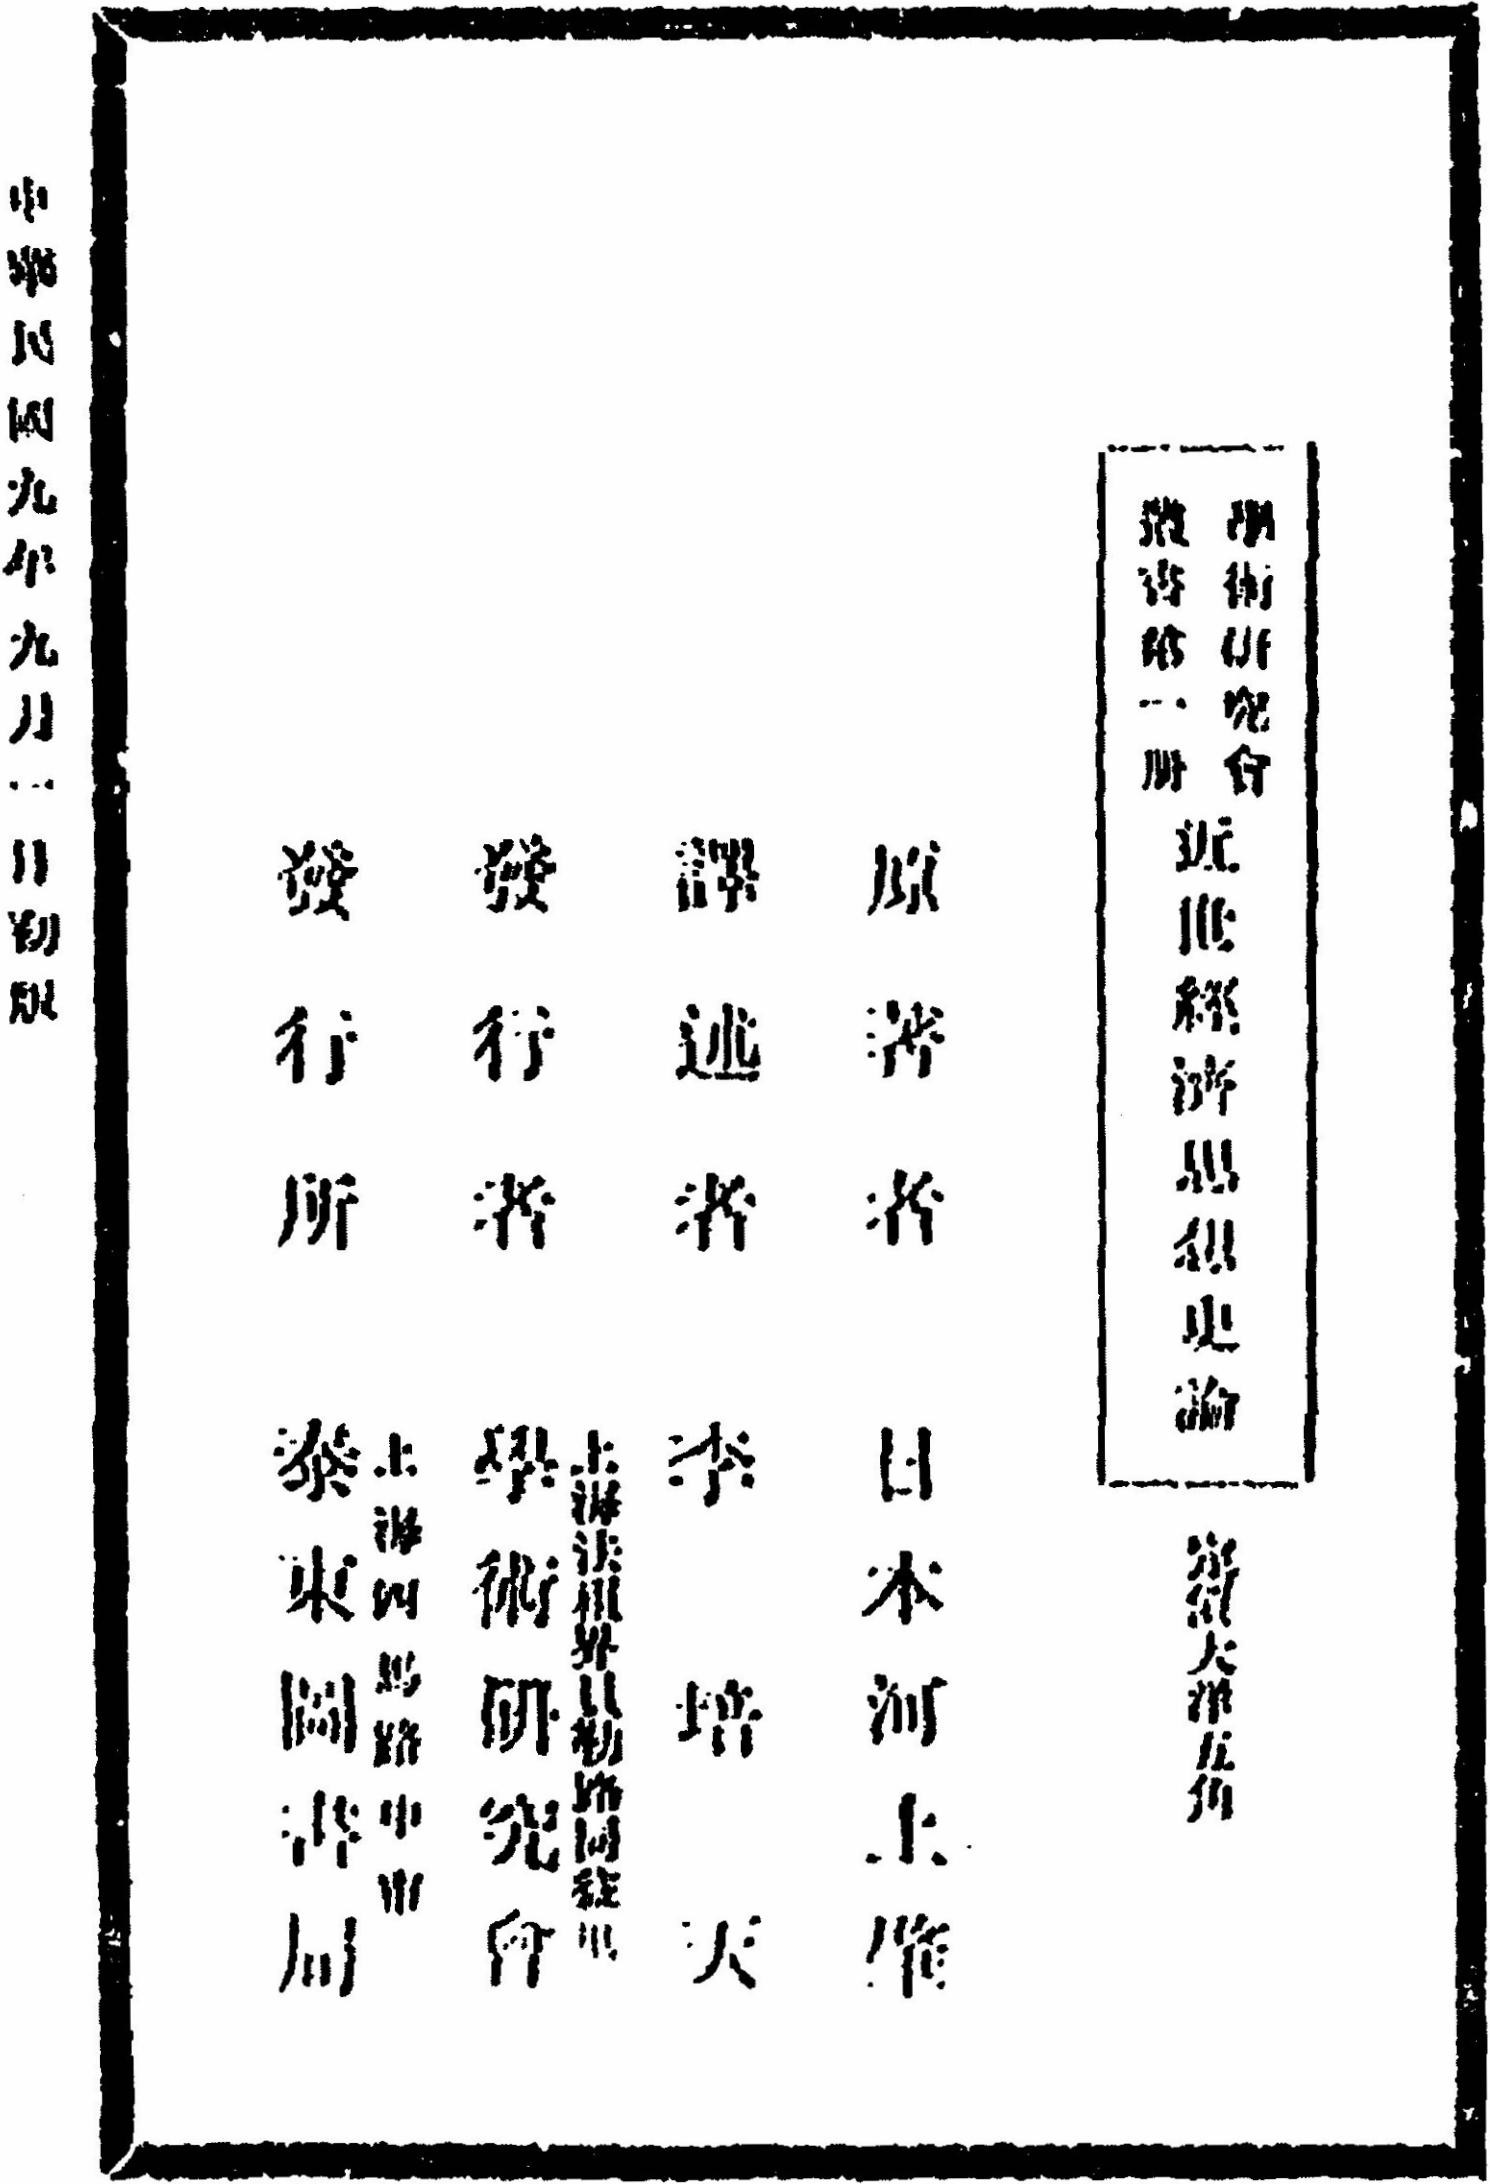 學術研究會
叢書第一册
近世經濟思想史論
定價大洋五角
原著者 日本河上肇
譯述者 李培天
上海法租界貝勒路同益里
發行者 學術研究會
上海四馬路中市
發行所 泰東圖書局
中華民國九年九月一日初版